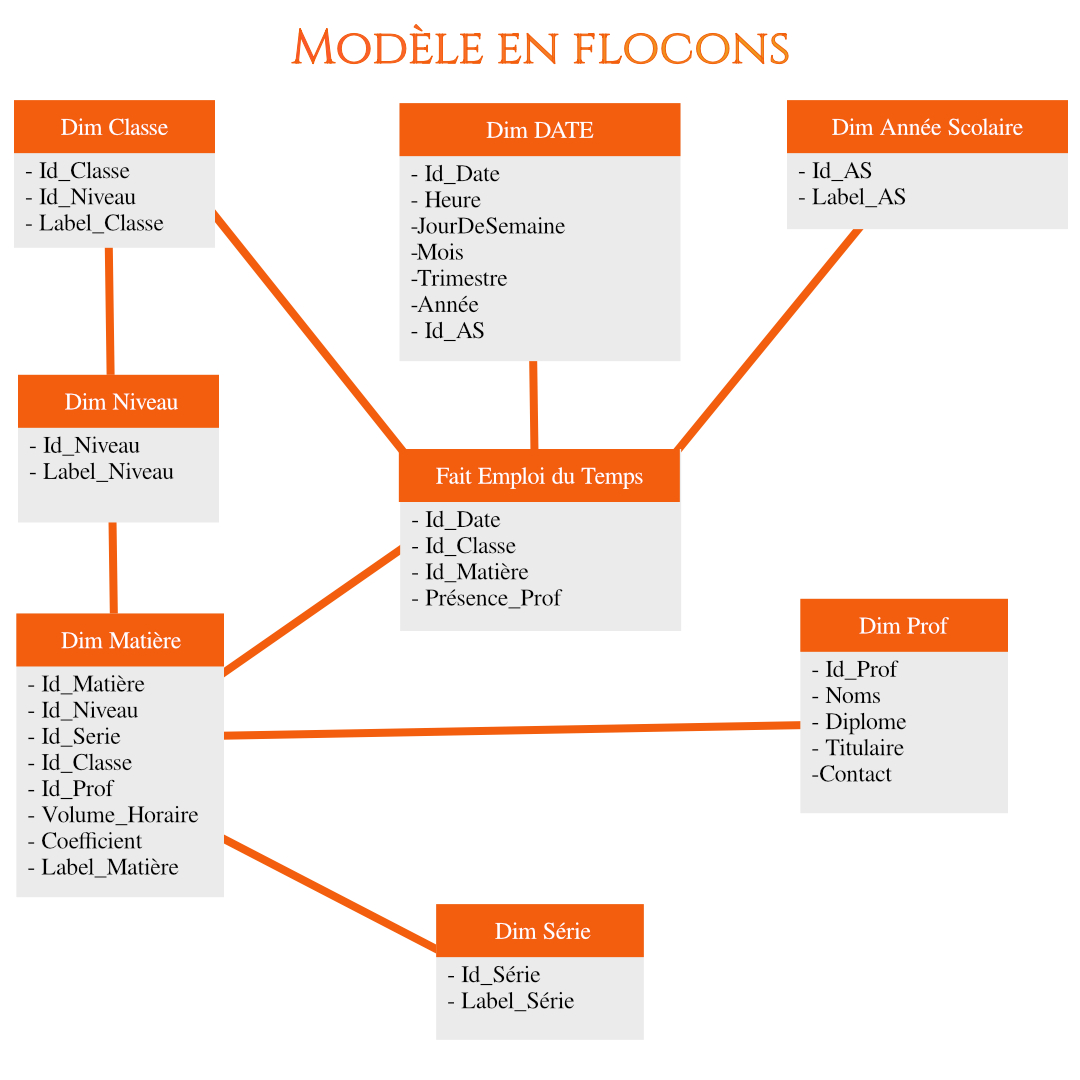 MODÈLE EN FLOCONS
Dim Classe
- Id_Classe
- Id_Niveau
- Label_Classe
Dim DATE
- Id_Date
- Heure
-JourDeSemaine
-Mois
-Trimestre
-Année
- Id_AS
Dim Année Scolaire
- Id_AS
- Label_AS
Dim Niveau
- Id_Niveau
- Label_Niveau
Fait Emploi du Temps
- Id_Date
- Id_Classe
- Id_Matière
- Présence_Prof
Dim Matière
- Id_Matière
- Id_Niveau
- Id_Serie
- Id_Classe
- Id_Prof
- Volume_Horaire
- Coefficient
- Label_Matière
Dim Prof
- Id_Prof
- Noms
- Diplome
- Titulaire
-Contact
Dim Série
- Id_Série
- Label_Série